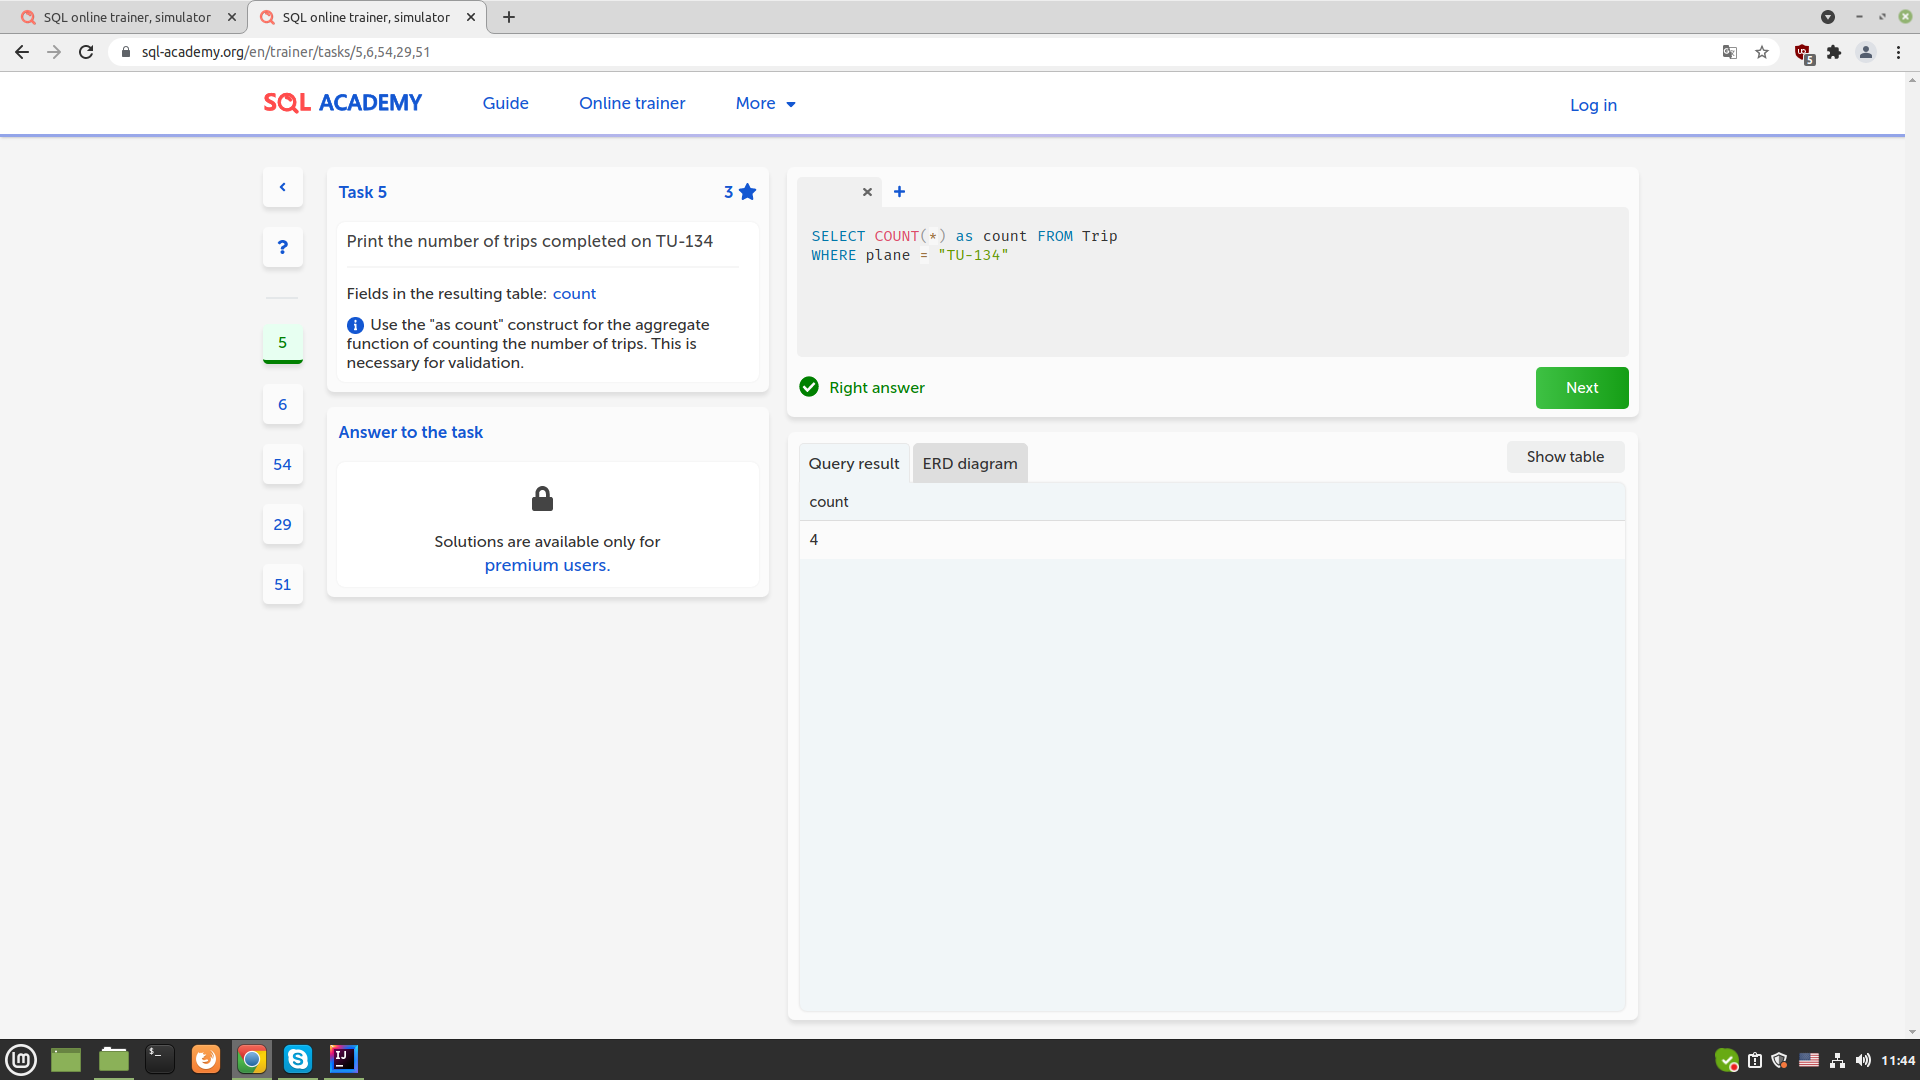 SQL online trainer, simulator
SQL online trainer, simulator
sql-academy.org/en/trainer/tasks/5,6,54,29,51
5
SQL ACADEMY
Guide
Online trainer
More
Log in
?
5
6
54
29
51
Task 5
3
Print the number of trips completed on TU-134
Fields in the resulting table: count
Use the "as count" construct for the aggregate
function of counting the number of trips. This is
necessary for validation.
Answer to the task
Solutions are available only for
premium users.
SELECT COUNT(*) as count FROM Trip
WHERE plane = "TU-134"
Right answer
Next
Query result
ERD diagram
Show table
count
4
11:44